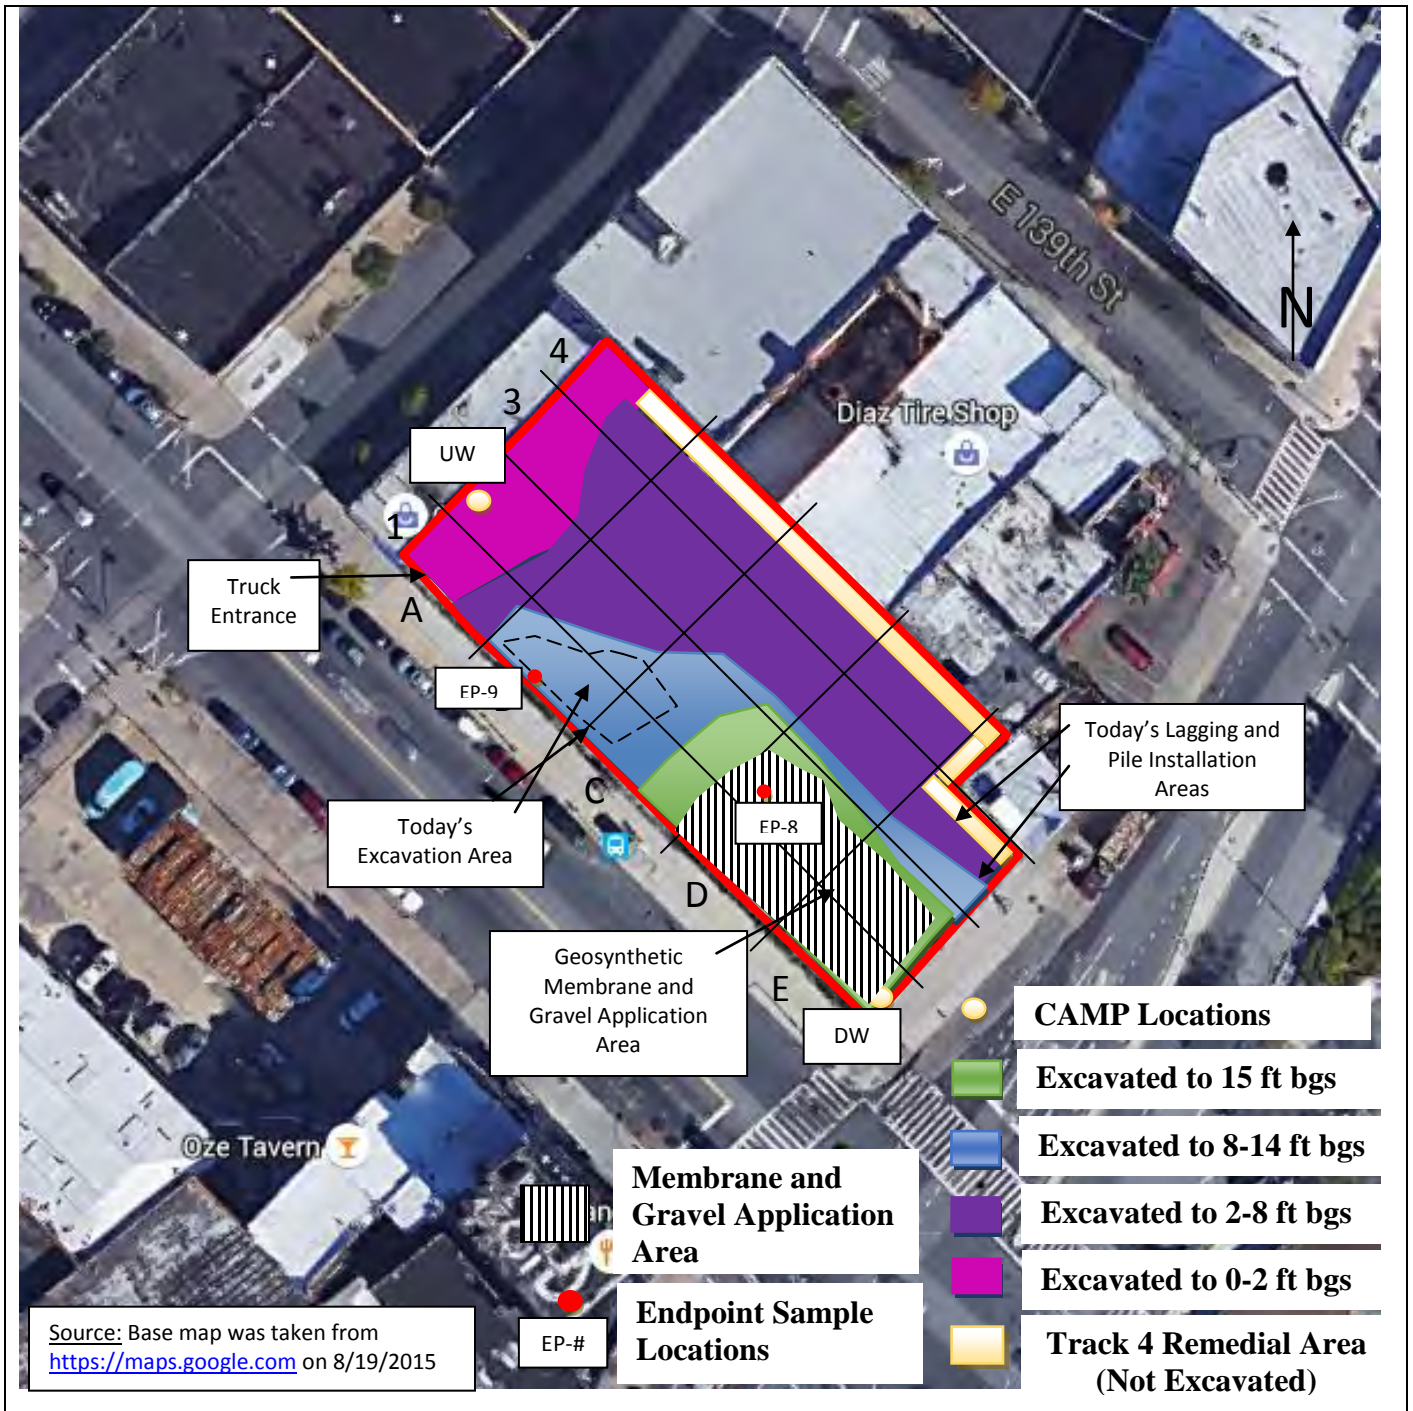 E 139th St
N
4
3
Diaz Tire Shop
UW
1
Truck
Entrance
A
EP-9
Today's Lagging and
Pile Installation
Areas
C
Today's
Excavation Area
EP-8
D
Geosynthetic
Membrane and
Gravel Application
Area
E
DW
CAMP Locations
Excavated to 15 ft bgs
Oze Tavern
Excavated to 8-14 ft bgs
Membrane and
Gravel Application
Area
Excavated to 2-8 ft bgs
Excavated to 0-2 ft bgs
Endpoint Sample
Locations
EP-#
Source: Base map was taken from
https://maps.google.com on 8/19/2015
Track 4 Remedial Area
(Not Excavated)